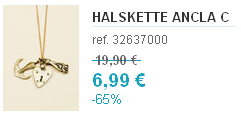 HALSKETTE ANCLA C
ref. 32637000
19,90 €
6,99 €
-65%